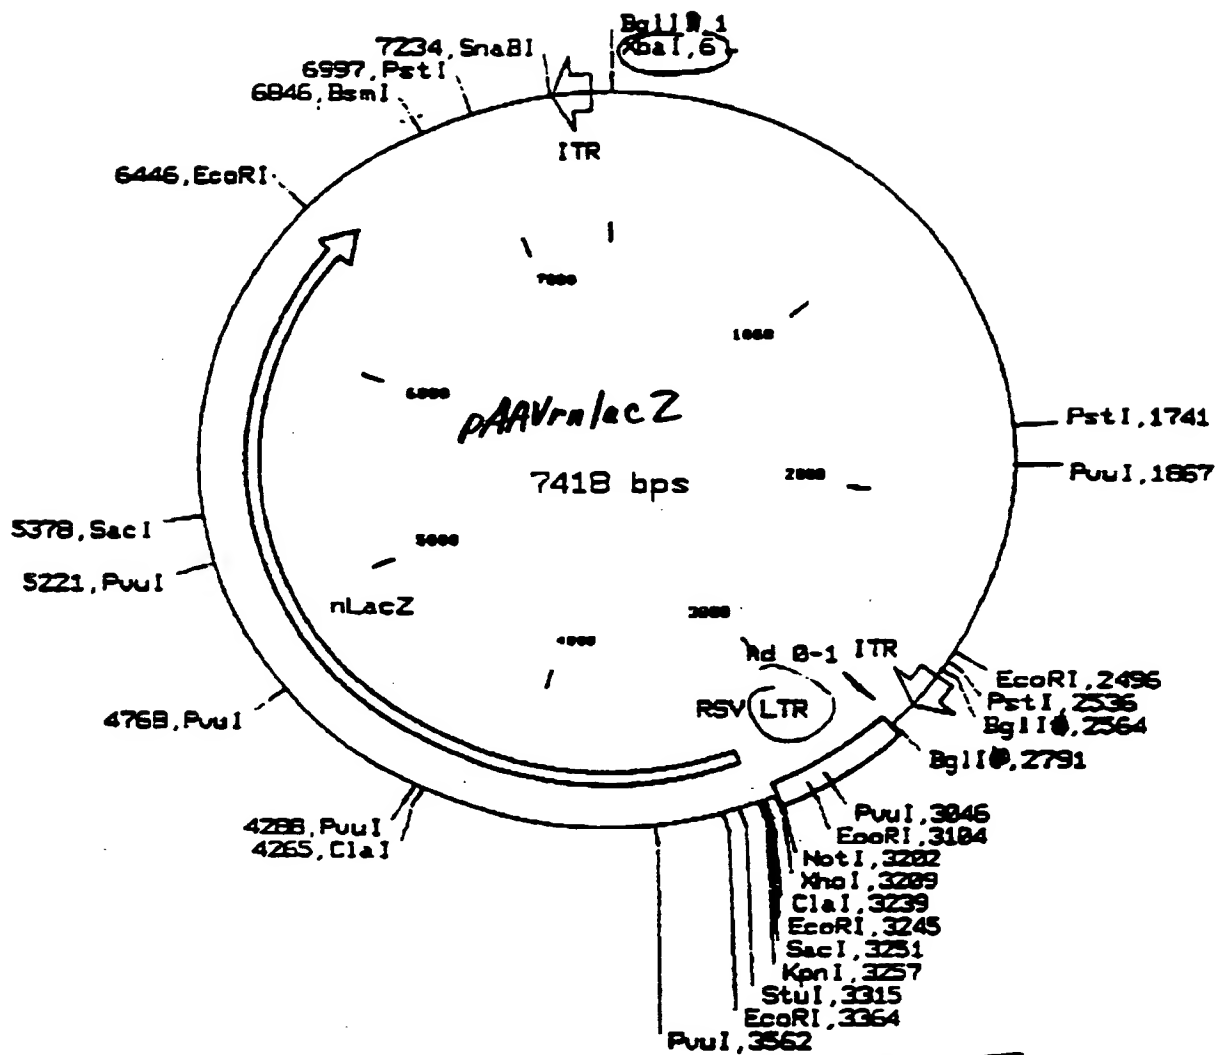 BglII,1
XbaI,6
7234,SnaBI
6997,PstI
6846,BsmI
ITR
6446,EcoRI
7000
1000
6000
pAAVrnlacZ
PstI,1741
7418 bps
2000
PvuI,1867
5378,SacI
5000
5221,PvuI
nLacZ
3000
4000
Ad 0-1 ITR
EcoRI,2496
PstI,2536
BglII,2564
RSV LTR
4768,PvuI
BglII,2791
PvuI,3046
4288,PvuI
EcoRI,3104
4265,ClaI
NotI,3202
XhoI,3209
ClaI,3239
EcoRI,3245
SacI,3251
KpnI,3257
StuI,3315
EcoRI,3364
PvuI,3562